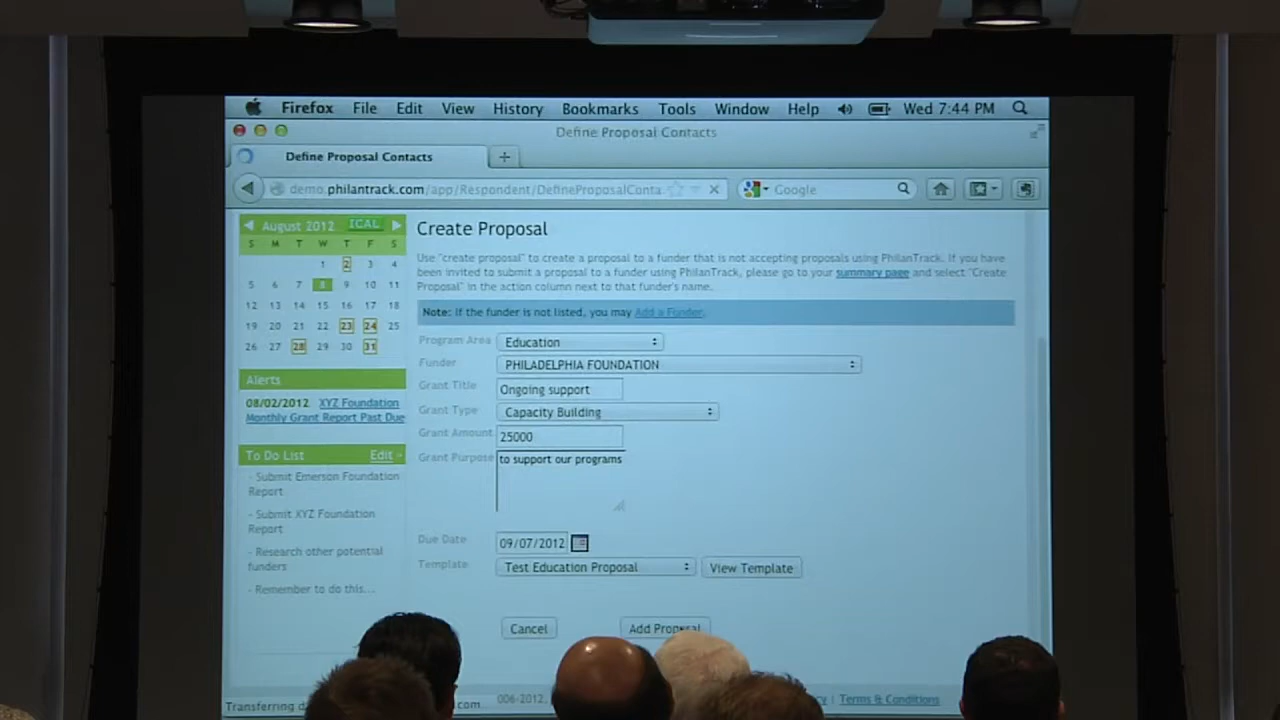 Firefox File Edit View History Bookmarks Tools Window Help Wed 7:44 PM
Define Proposal Contacts
Define Proposal Contacts
demo.philantrack.com/app/Respondent/DefineProposalConta
Google
August 2012 ICAL
S M T W T F S
1 2 3 4
5 6 7 8 9 10 11
12 13 14 15 16 17 18
19 20 21 22 23 24 25
26 27 28 29 30 31
Alerts
08/02/2012 XYZ Foundation
Monthly Grant Report Past Due
To Do List Edit
- Submit Emerson Foundation
Report
- Submit XYZ Foundation
Report
- Research other potential
funders
- Remember to do this...
Create Proposal
Use "create proposal" to create a proposal to a funder that is not accepting proposals using PhilanTrack. If you have
been invited to submit a proposal to a funder using PhilanTrack, please go to your summary page and select "Create
Proposal" in the action column next to that funder's name.
Note: If the funder is not listed, you may Add a Funder.
Program Area Education
Funder PHILADELPHIA FOUNDATION
Grant Title Ongoing support
Grant Type Capacity Building
Grant Amount 25000
Grant Purpose to support our programs
Due Date 09/07/2012
Template Test Education Proposal View Template
Cancel Add Proposal
006-2012, | Terms & Conditions
Transferring
com...